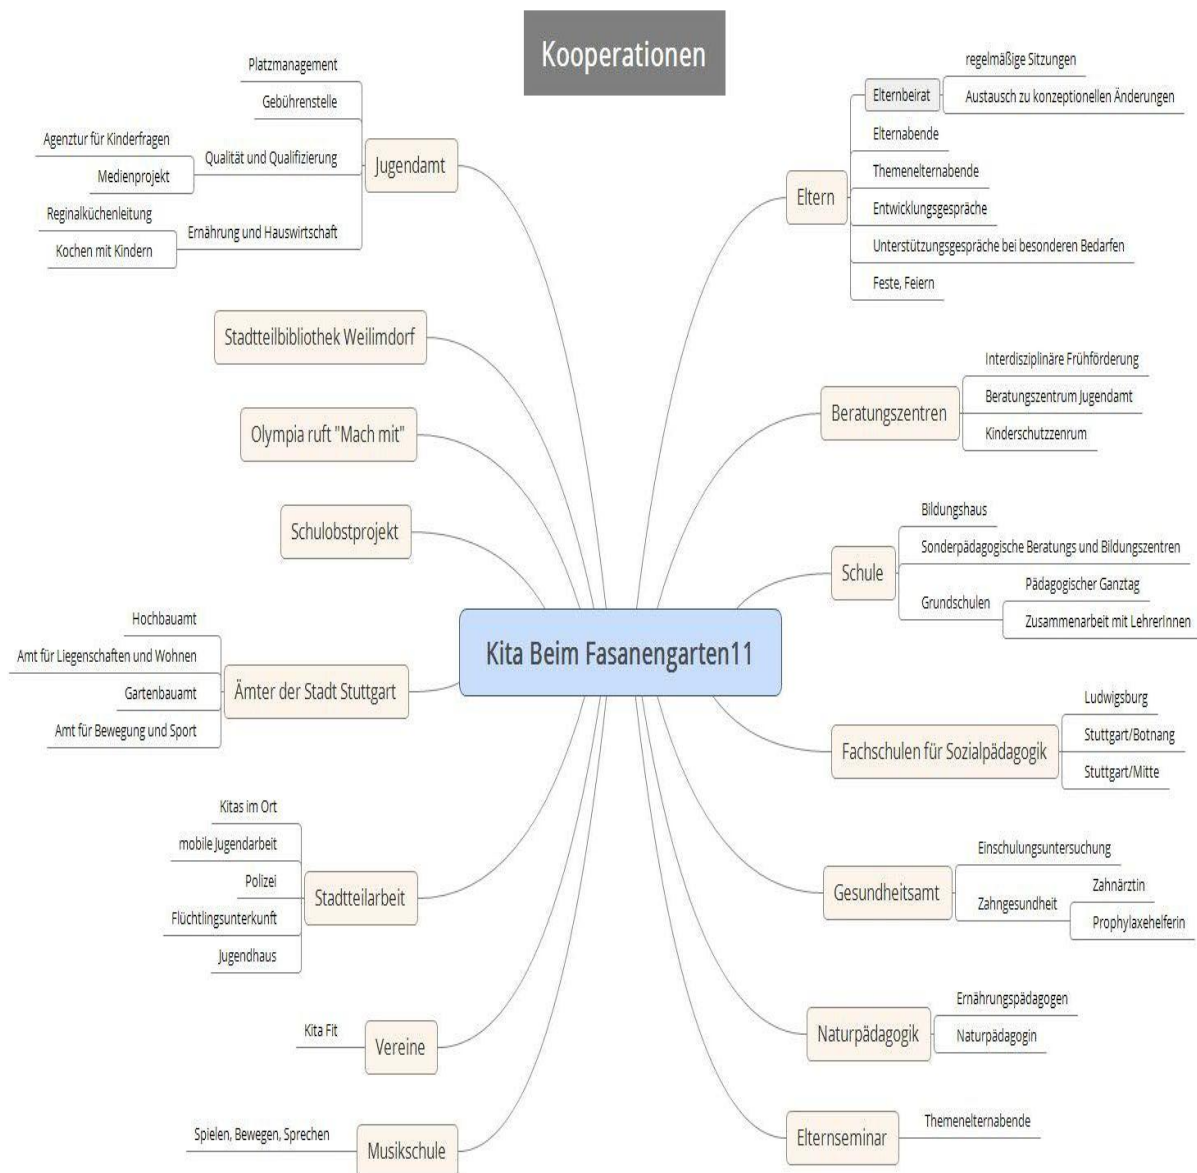 Kooperationen
Platzmanagement
Gebührenstelle
Agenztur für Kinderfragen
Medienprojekt
Qualität und Qualifizierung
Reginalküchenleitung
Kochen mit Kindern
Ernährung und Hauswirtschaft
Jugendamt
Stadtteilbibliothek Weilimdorf
Olympia ruft "Mach mit"
Schulobstprojekt
Hochbauamt
Amt für Liegenschaften und Wohnen
Gartenbauamt
Amt für Bewegung und Sport
Ämter der Stadt Stuttgart
Kitas im Ort
mobile Jugendarbeit
Polizei
Flüchtlingsunterkunft
Jugendhaus
Stadtteilarbeit
Kita Fit
Vereine
Spielen, Bewegen, Sprechen
Musikschule
Kita Beim Fasanengarten11
Eltern
Elternbeirat
regelmäßige Sitzungen
Austausch zu konzeptionellen Änderungen
Elternabende
Themenelternabende
Entwicklungsgespräche
Unterstützungsgespräche bei besonderen Bedarfen
Feste, Feiern
Beratungszentren
Interdisziplinäre Frühförderung
Beratungszentrum Jugendamt
Kinderschutzzenrum
Schule
Bildungshaus
Sonderpädagogische Beratungs und Bildungszentren
Grundschulen
Pädagogischer Ganztag
Zusammenarbeit mit LehrerInnen
Fachschulen für Sozialpädagogik
Ludwigsburg
Stuttgart/Botnang
Stuttgart/Mitte
Gesundheitsamt
Einschulungsuntersuchung
Zahngesundheit
Zahnärztin
Prophylaxehelferin
Naturpädagogik
Ernährungspädagogen
Naturpädagogin
Elternseminar
Themenelternabende